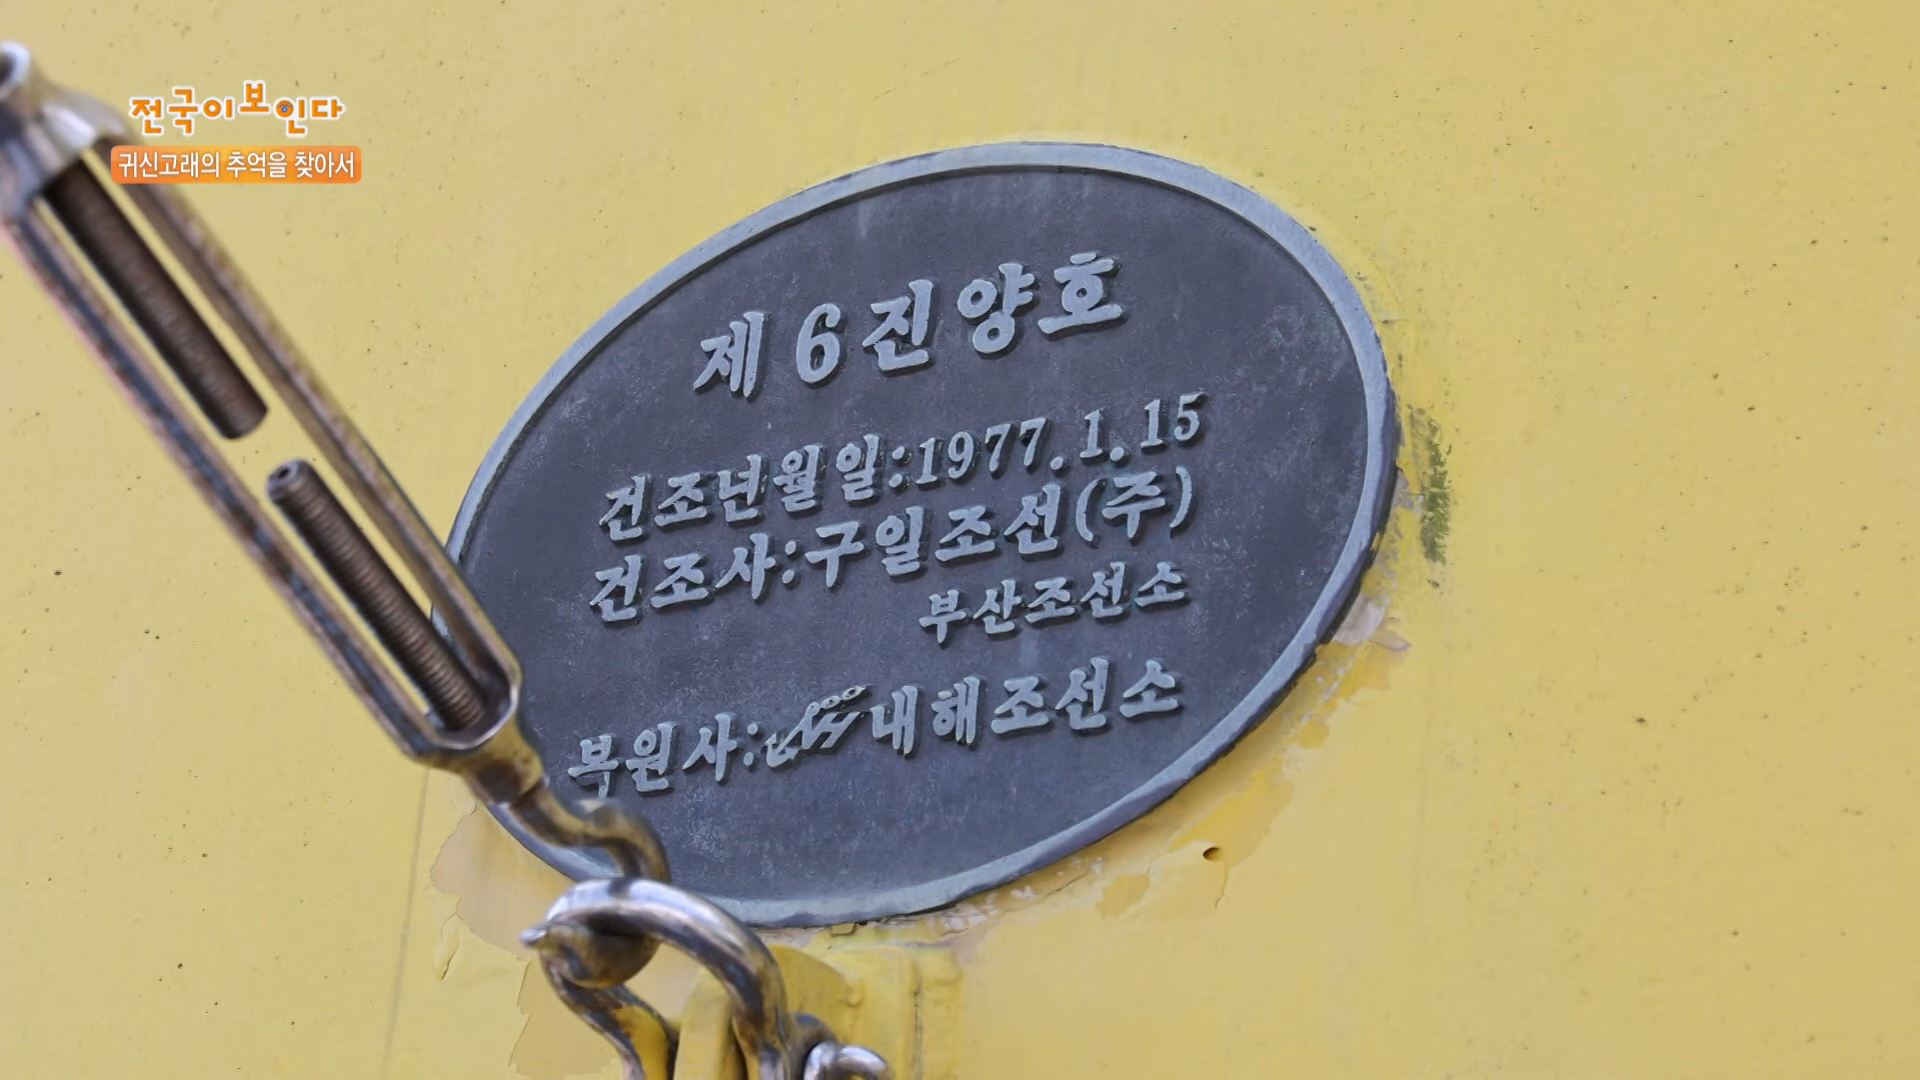 전국이보인다
귀신고래의 추억을 찾아서
제6진양호
건조년월일:1977.1.15
건조사:구일조선(주)
부산조선소
복원사:내해조선소